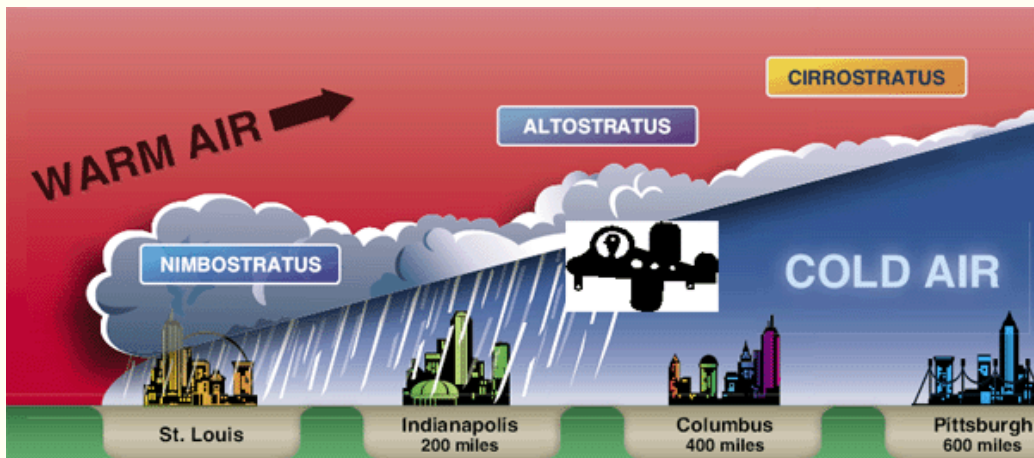 CIRROSTRATUS
ALTOSTRATUS
WARM AIR
NIMBOSTRATUS
COLD AIR
St. Louis
Indianapolis
200 miles
Columbus
400 miles
Pittsburgh
600 miles